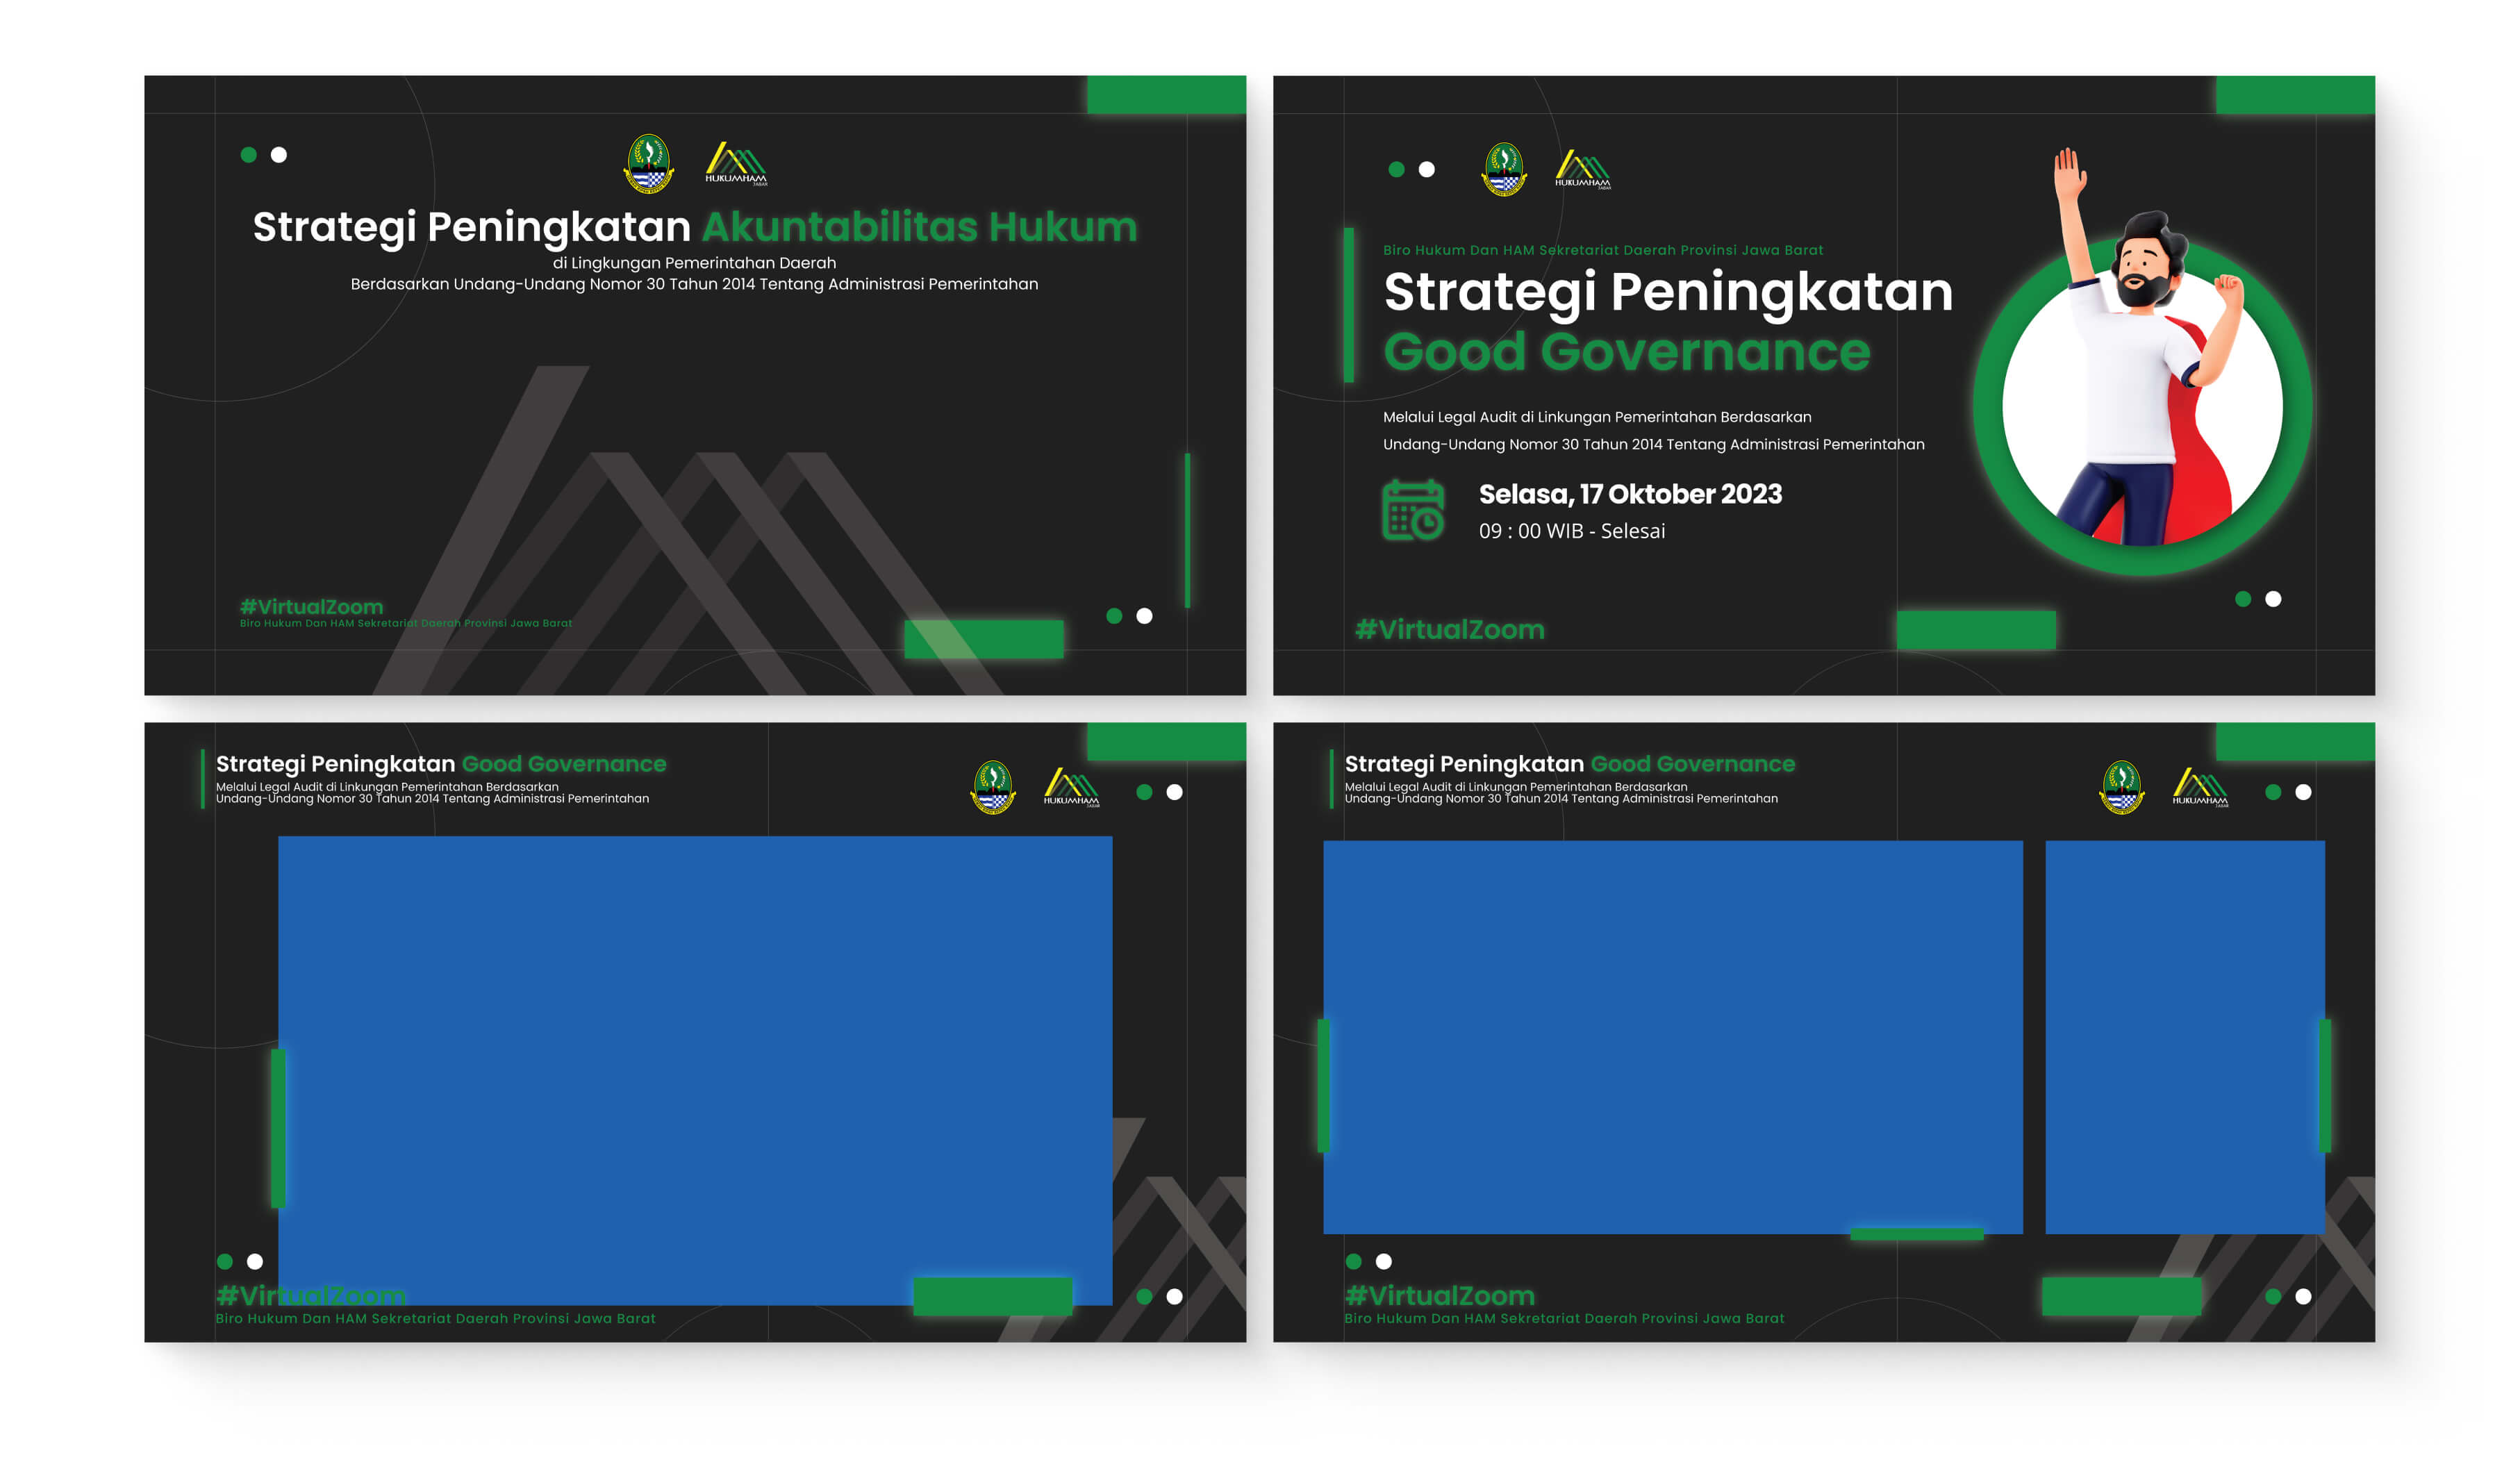 HUKUMHAM
JABAR
Strategi Peningkatan Akuntabilitas Hukum
di Lingkungan Pemerintahan Daerah
Berdasarkan Undang-Undang Nomor 30 Tahun 2014 Tentang Administrasi Pemerintahan
#VirtualZoom
Biro Hukum Dan HAM Sekretariat Daerah Provinsi Jawa Barat
HUKUMHAM
JABAR
Biro Hukum Dan HAM Sekretariat Daerah Provinsi Jawa Barat
Strategi Peningkatan
Good Governance
Melalui Legal Audit di Linkungan Pemerintahan Berdasarkan
Undang-Undang Nomor 30 Tahun 2014 Tentang Administrasi Pemerintahan
Selasa, 17 Oktober 2023
09 : 00 WIB - Selesai
#VirtualZoom
Strategi Peningkatan Good Governance
Melalui Legal Audit di Linkungan Pemerintahan Berdasarkan
Undang-Undang Nomor 30 Tahun 2014 Tentang Administrasi Pemerintahan
HUKUMHAM
JABAR
#VirtualZoom
Biro Hukum Dan HAM Sekretariat Daerah Provinsi Jawa Barat
Strategi Peningkatan Good Governance
Melalui Legal Audit di Linkungan Pemerintahan Berdasarkan
Undang-Undang Nomor 30 Tahun 2014 Tentang Administrasi Pemerintahan
HUKUMHAM
JABAR
#VirtualZoom
Biro Hukum Dan HAM Sekretariat Daerah Provinsi Jawa Barat